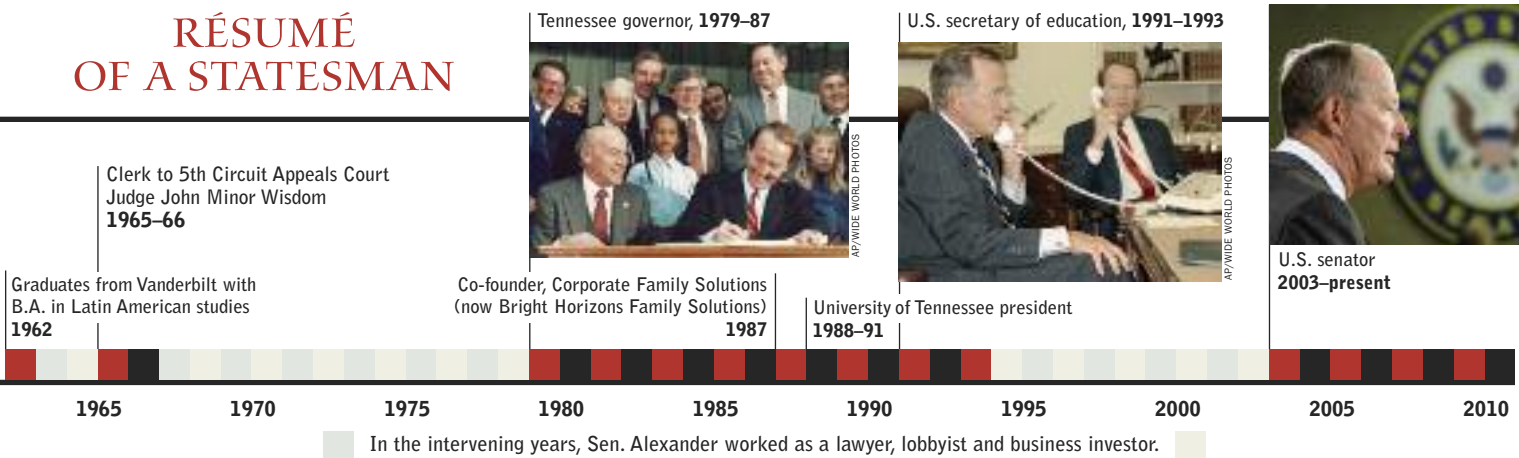 RÉSUMÉ
OF A STATESMAN
Clerk to 5th Circuit Appeals Court
Judge John Minor Wisdom
1965–66
Graduates from Vanderbilt with
B.A. in Latin American studies
1962
Tennessee governor, 1979–87
AP/WIDE WORLD PHOTOS
Co-founder, Corporate Family Solutions
(now Bright Horizons Family Solutions)
1987
University of Tennessee president
1988–91
U.S. secretary of education, 1991–1993
AP/WIDE WORLD PHOTOS
U.S. senator
2003–present
1965 1970 1975 1980 1985 1990 1995 2000 2005 2010
In the intervening years, Sen. Alexander worked as a lawyer, lobbyist and business investor.